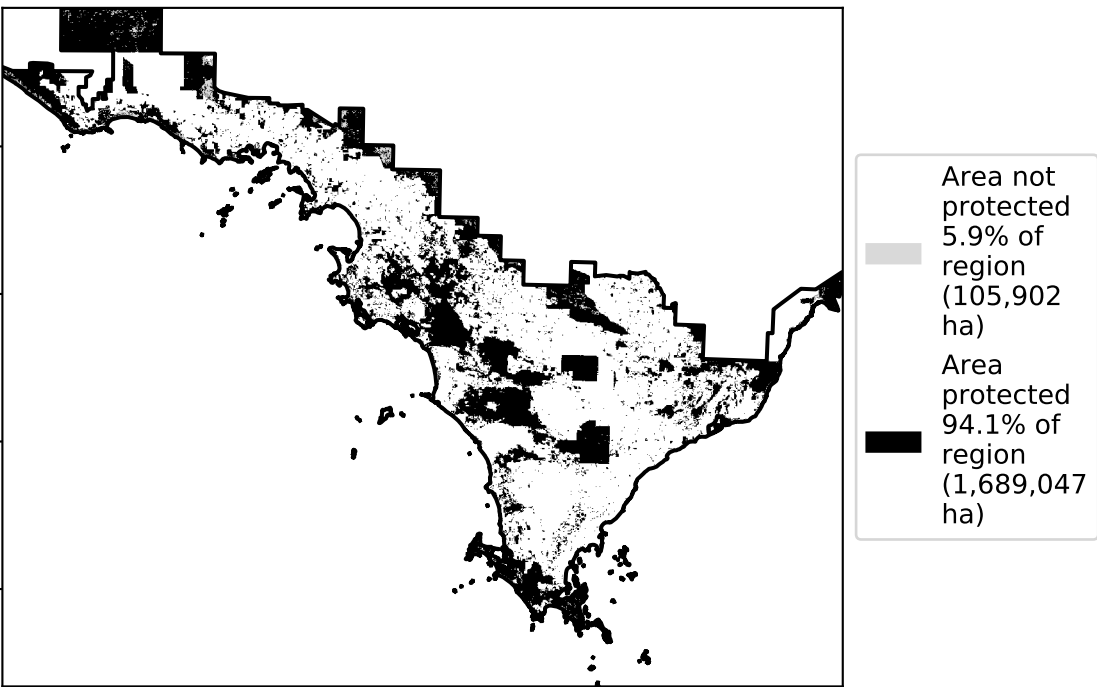 Area not
protected
5.9% of
region
(105,902
ha)
Area
protected
94.1% of
region
(1,689,047
ha)